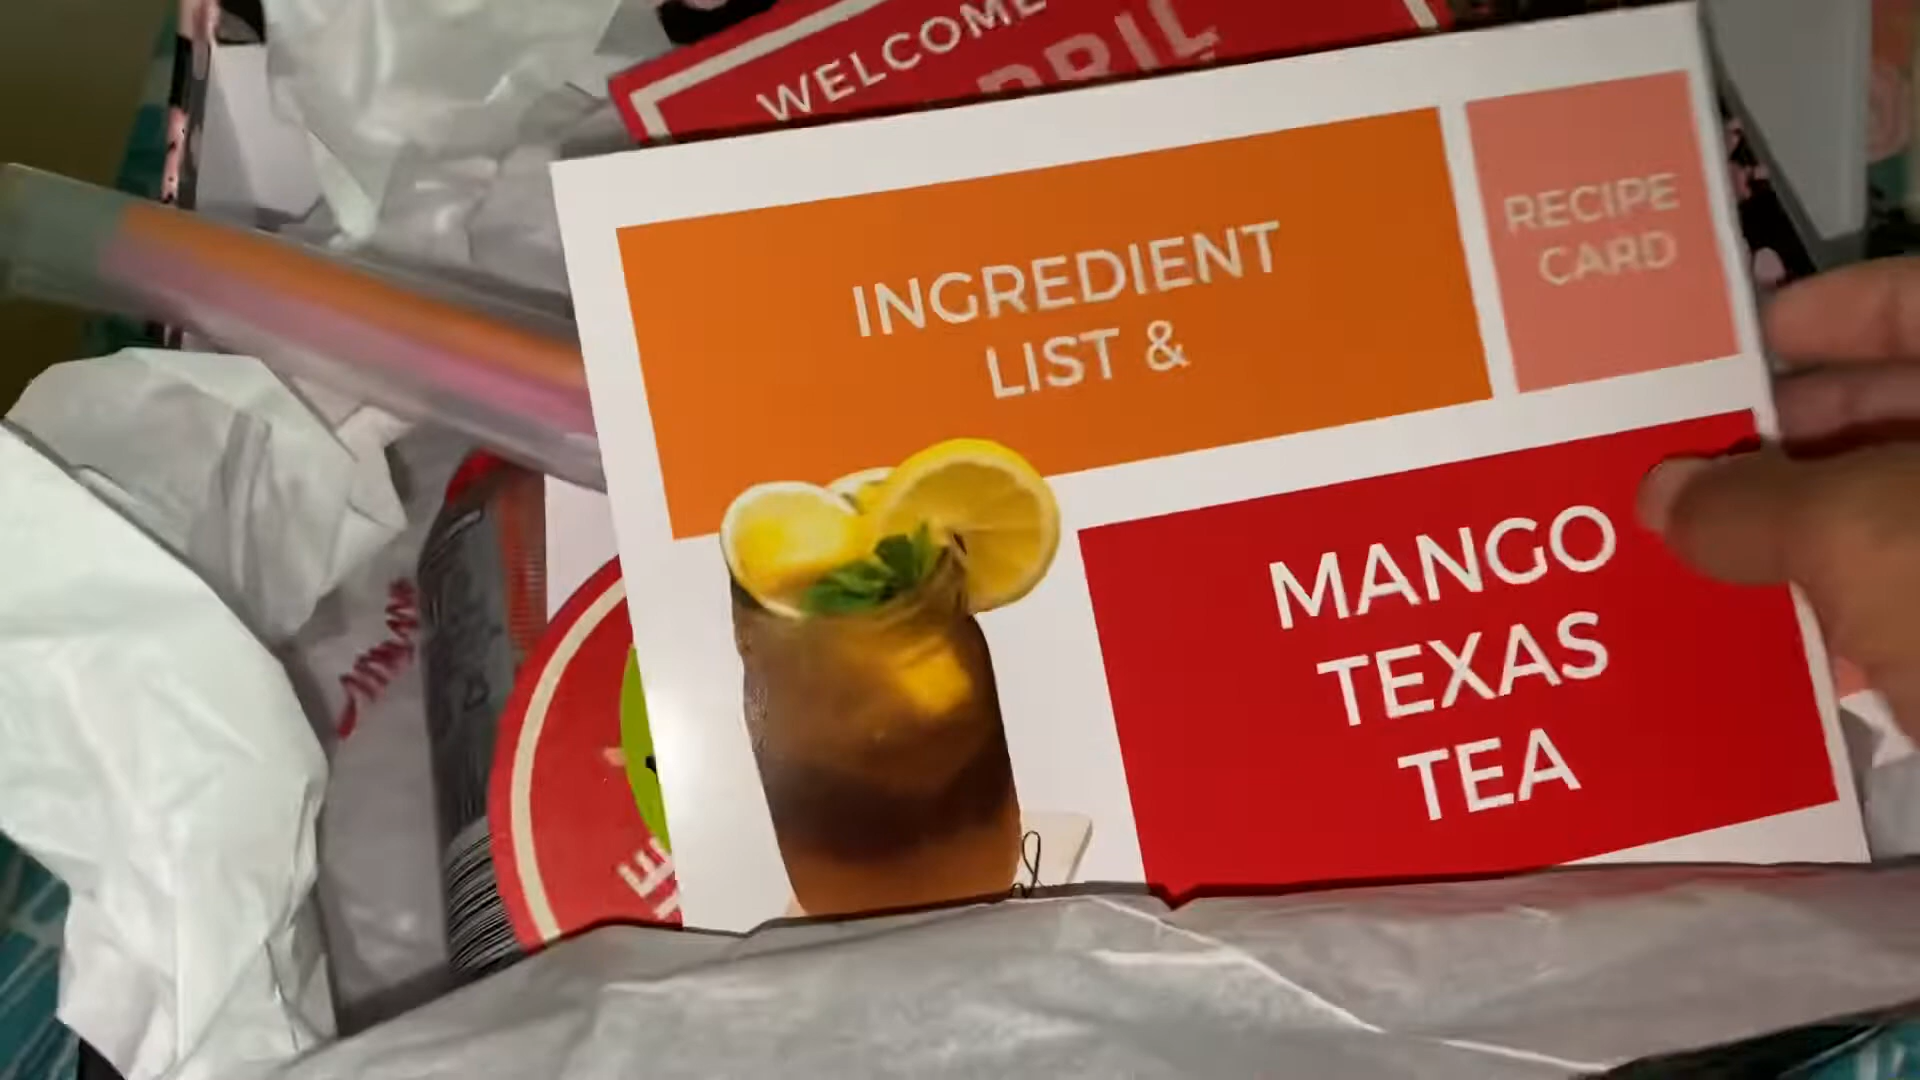 WELCOME
INGREDIENT
LIST &
RECIPE
CARD
MANGO
TEXAS
TEA